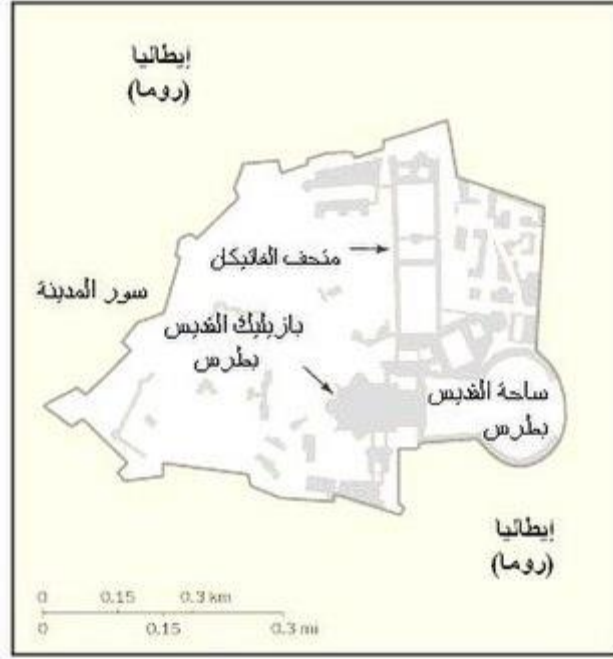 إيطاليا
(روما)
متحف الفاتيكان
سور المدينة
بازيليك القديس
بطرس
ساحة القديس
بطرس
إيطاليا
(روما)
0 0.15 0.3 km
0 0.15 0.3 mi